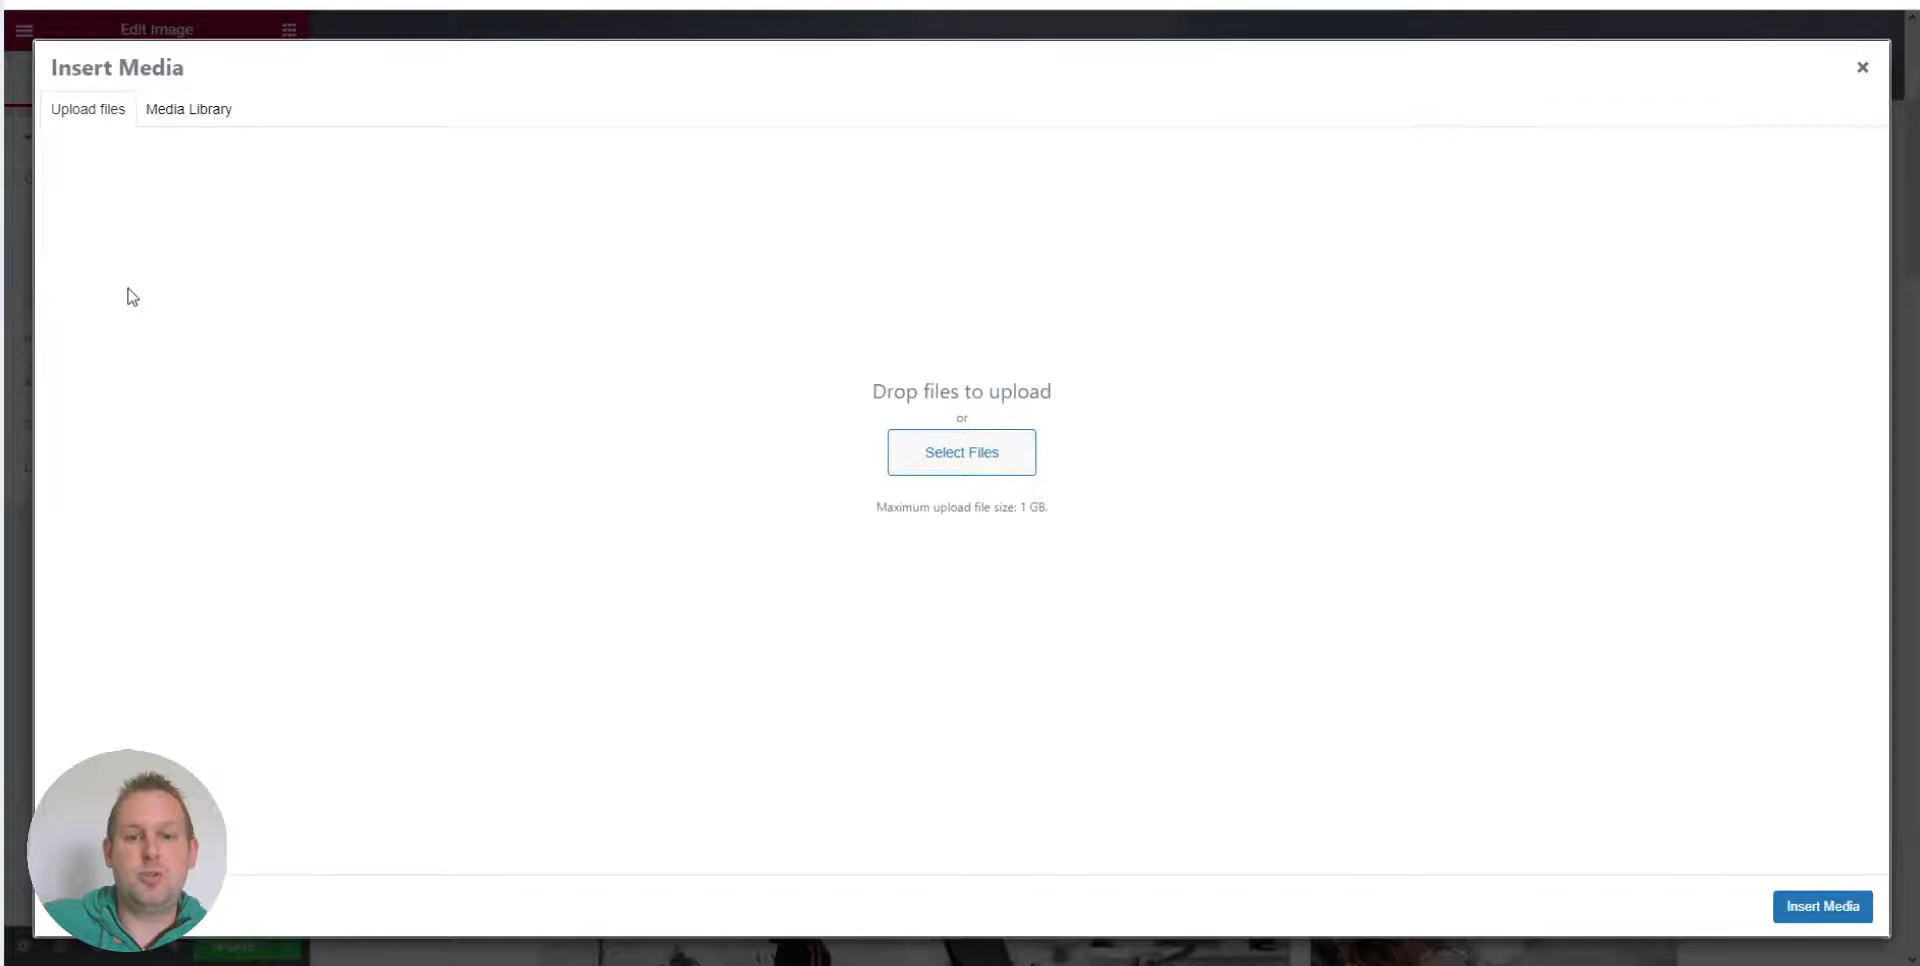 Edit Image
Insert Media
Upload files
Media Library
Drop files to upload
or
Select Files
Maximum upload file size: 1 GB.
Insert Media